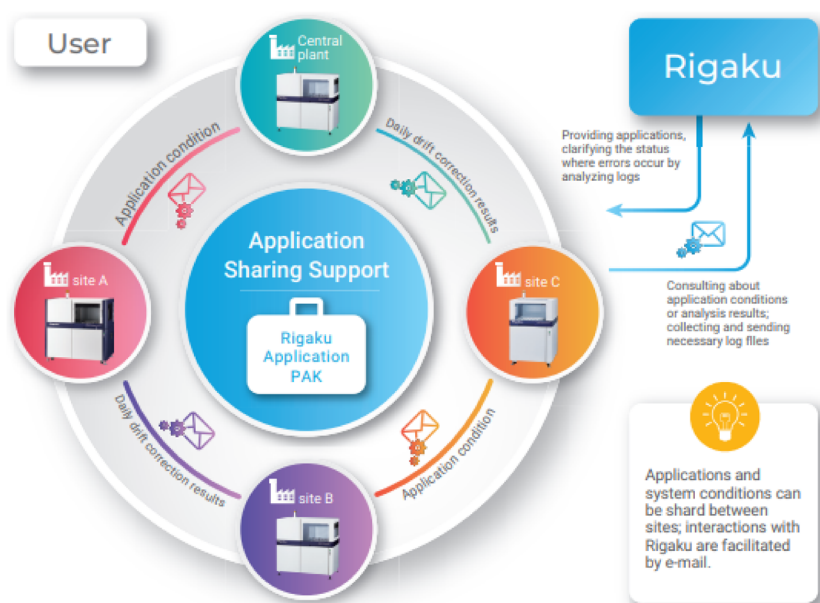 User
Central
plant
Rigaku
Application condition
Daily drift correction results
Providing applications,
clarifying the status
where errors occur by
analyzing logs
Application
Sharing Support
Rigaku
Application
PAK
site A
site C
Consulting about
application conditions
or analysis results;
collecting and sending
necessary log files
Daily drift correction results
Application condition
site B
Applications and
system conditions can
be shard between
sites; interactions with
Rigaku are facilitated
by e-mail.